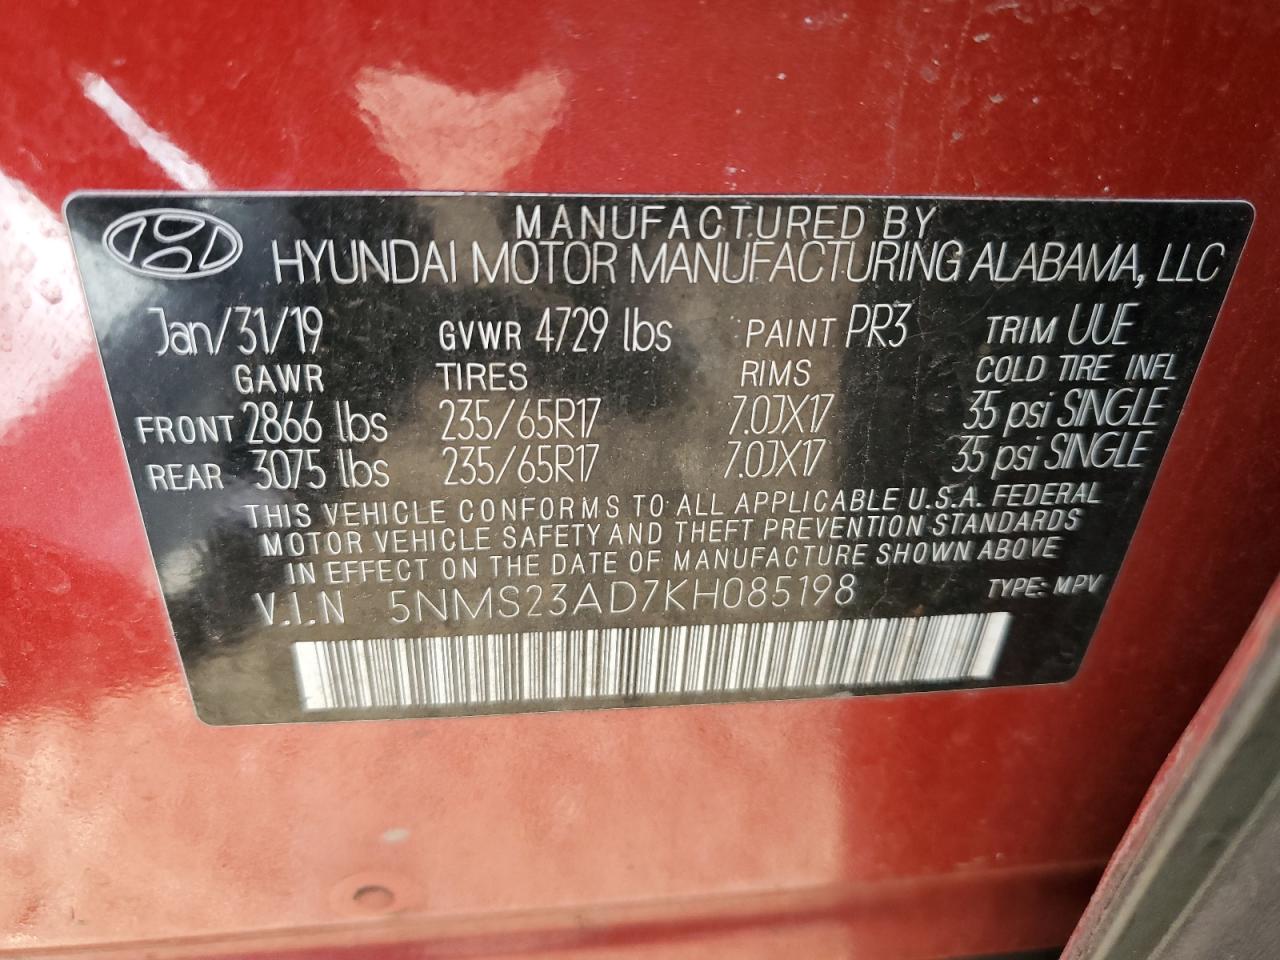 MANUFACTURED BY
HYUNDAI MOTOR MANUFACTURING ALABAMA, LLC
Jan/31/19 GVWR 4729 lbs PAINT PR3 TRIM UUE
GAWR TIRES RIMS COLD TIRE INFL
FRONT 2866 lbs 235/65R17 7.0JX17 35 psi SINGLE
REAR 3075 lbs 235/65R17 7.0JX17 35 psi SINGLE
THIS VEHICLE CONFORMS TO ALL APPLICABLE U.S.A. FEDERAL
MOTOR VEHICLE SAFETY AND THEFT PREVENTION STANDARDS
IN EFFECT ON THE DATE OF MANUFACTURE SHOWN ABOVE
V.I.N 5NMS23AD7KH085198 TYPE: MPV